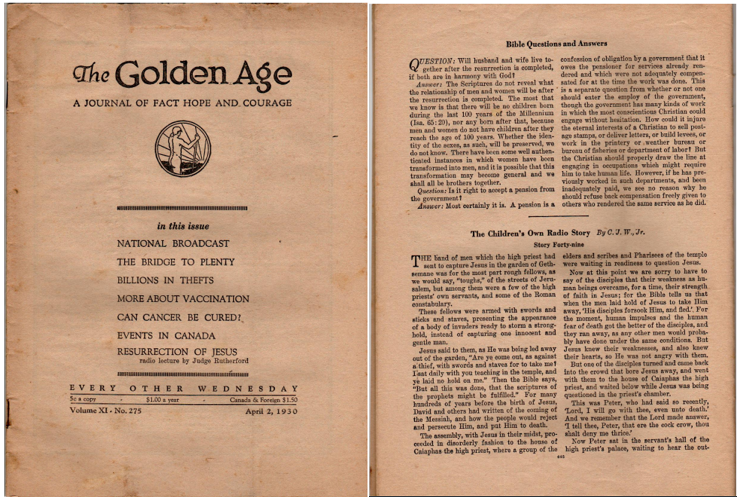 The Golden Age
A JOURNAL OF FACT HOPE AND COURAGE
in this issue
NATIONAL BROADCAST
THE BRIDGE TO PLENTY
BILLIONS IN THEFTS
MORE ABOUT VACCINATION
CAN CANCER BE CURED?
EVENTS IN CANADA
RESURRECTION OF JESUS
radio lecture by Judge Rutherford
EVERY OTHER WEDNESDAY
5c a copy - $1.00 a year - Canada & Foreign $1.50
Volume XI - No. 275 April 2, 1930
Bible Questions and Answers
QUESTION: Will husband and wife live to-
gether after the resurrection is completed,
if both are in harmony with God?
Answer: The Scriptures do not reveal what
the relationship of men and women will be after
the resurrection is completed. The most that
we know is that there will be no children born
during the last 100 years of the Millennium
(Isa. 65:20), nor any born after that, because
men and women do not have children after they
reach the age of 100 years. Whether the iden-
tity of the sexes, as such, will be preserved, we
do not know. There have been some well authen-
ticated instances in which women have been
transformed into men, and it is possible that this
transformation may become general and we
shall all be brothers together.
Question: Is it right to accept a pension from
the government?
Answer: Most certainly it is. A pension is a
confession of obligation by a government that it
owes the pensioner for services already ren-
dered and which were not adequately compen-
sated for at the time the work was done. This
is a separate question from whether or not one
should enter the employ of the government,
though the government has many kinds of work
in which the most conscientious Christian could
engage without hesitation. How could it injure
the eternal interests of a Christian to sell post-
age stamps, or deliver letters, or build levees, or
work in the printery or weather bureau or
bureau of fisheries or department of labor? But
the Christian should properly draw the line at
engaging in occupations which might require
him to take human life. However, if he has pre-
viously worked in such departments, and been
inadequately paid, we see no reason why he
should refuse back compensation freely given to
others who rendered the same service as he did.
The Children's Own Radio Story By C. J. W., Jr.
Story Forty-nine
THE band of men which the high priest had
sent to capture Jesus in the garden of Geth-
semane was for the most part rough fellows, as
we would say, "toughs," of the streets of Jeru-
salem, but among them were a few of the high
priests' own servants, and some of the Roman
constabulary.
These fellows were armed with swords and
sticks and staves, presenting the appearance
of a body of invaders ready to storm a strong-
hold, instead of capturing one innocent and
gentle man.
Jesus said to them, as He was being led away
out of the garden, "Are ye come out, as against
a thief, with swords and staves for to take me?
I sat daily with you teaching in the temple, and
ye laid no hold on me." Then the Bible says,
"But all this was done, that the scriptures of
the prophets might be fulfilled." For many
hundreds of years before the birth of Jesus,
David and others had written of the coming of
the Messiah, and how the people would reject
and persecute Him, and put Him to death.
The assembly, with Jesus in their midst, pro-
ceeded in disorderly fashion to the house of
Caiaphas the high priest, where a group of the
elders and scribes and Pharisees of the temple
were waiting in readiness to question Jesus.
Now at this point we are sorry to have to
say of the disciples that their weakness as hu-
man beings overcame, for a time, their strength
of faith in Jesus; for the Bible tells us that
when the men laid hold of Jesus to take Him
away, 'His disciples forsook Him, and fled.' For
the moment, human impulses and the human
fear of death got the better of the disciples, and
they ran away, as any other men would proba-
bly have done under the same conditions. But
Jesus knew their weaknesses, and also knew
their hearts, so He was not angry with them.
But one of the disciples turned and came back
into the crowd that bore Jesus away, and went
with them to the house of Caiaphas the high
priest, and waited below while Jesus was being
questioned in the priest's chamber.
This was Peter, who had said so recently,
'Lord, I will go with thee, even unto death.'
And we remember that the Lord made answer,
'I tell thee, Peter, that ere the cock crow, thou
shalt deny me thrice.'
Now Peter sat in the servant's hall of the
high priest's palace, waiting to hear the out-